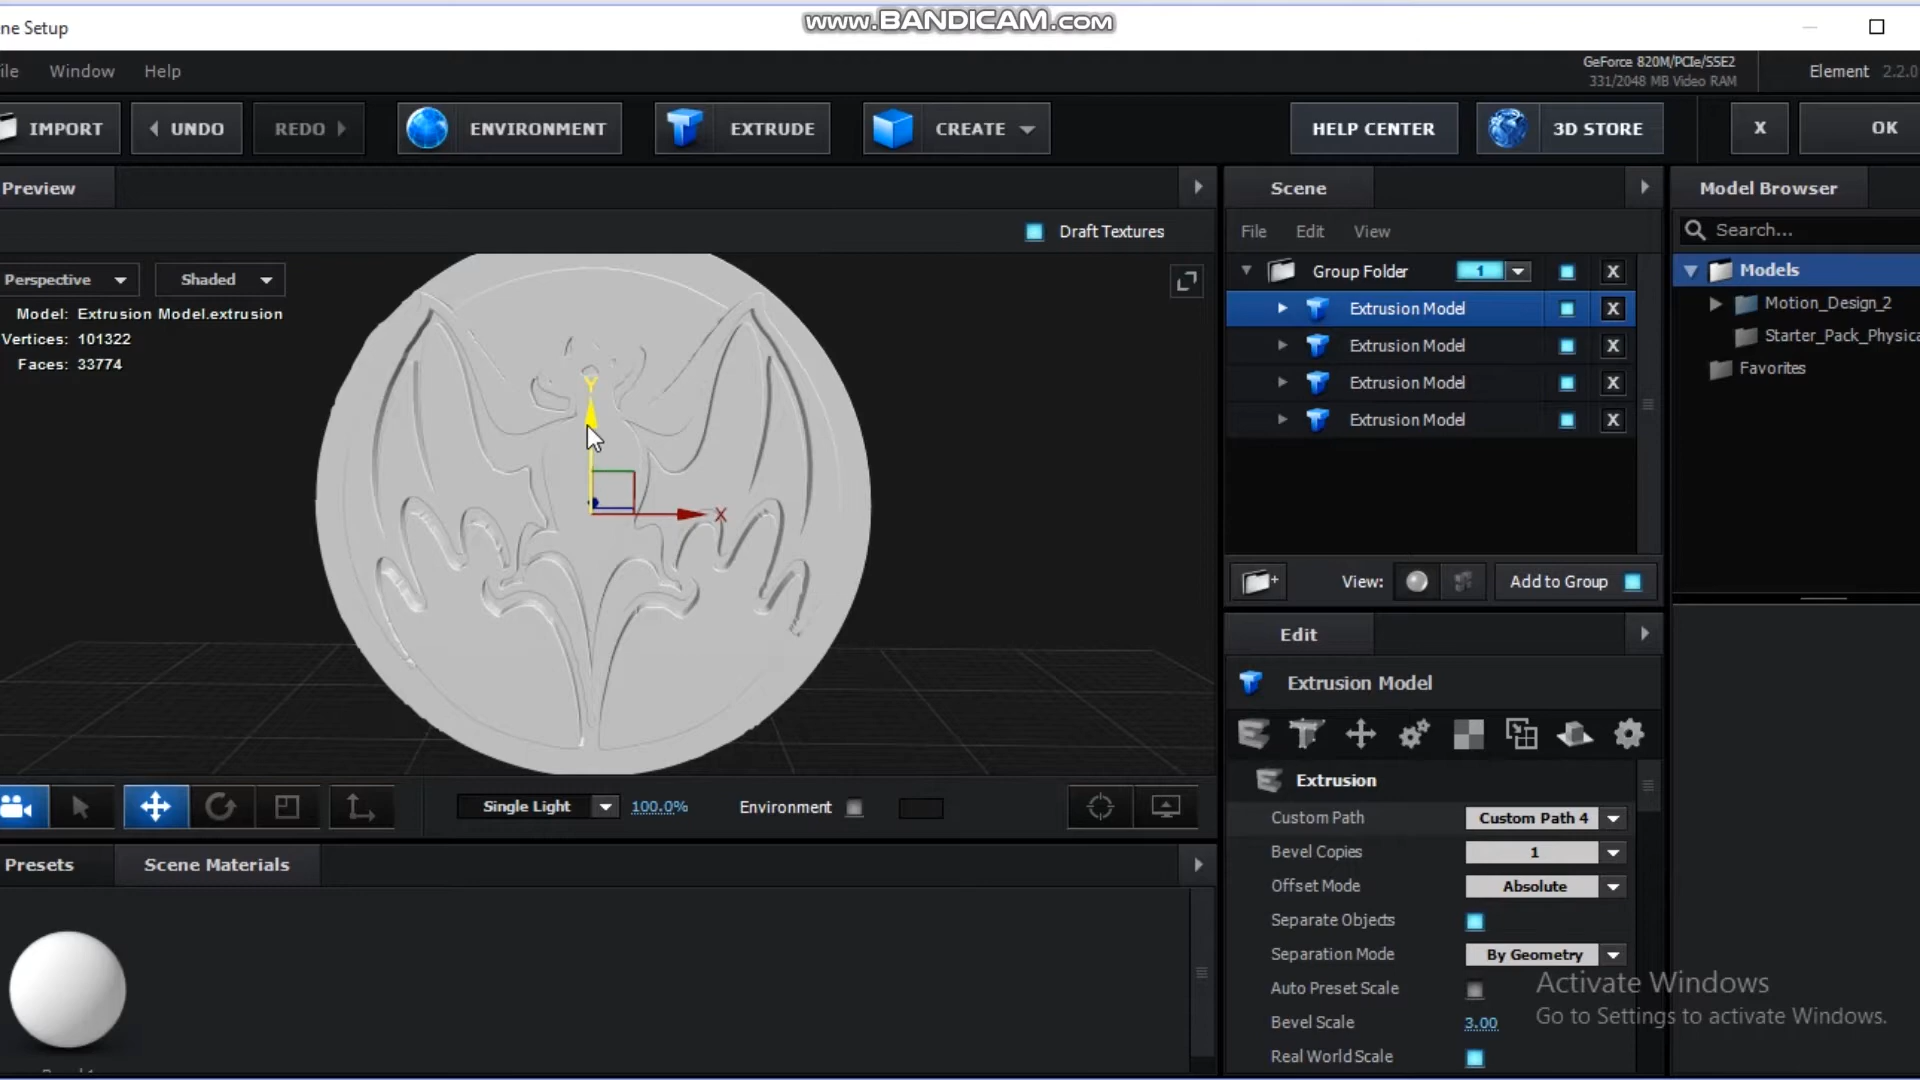 www.BANDICAM.com
ne Setup
ile Window Help
GeForce 820M/PCIe/SSE2
331/2048 MB Video RAM
Element 2.2.0
IMPORT UNDO REDO ENVIRONMENT EXTRUDE CREATE HELP CENTER 3D STORE X OK
Preview
Draft Textures
Perspective Shaded
Model: Extrusion Model.extrusion
Vertices: 101322
Faces: 33774
Y
X
Single Light 100.0% Environment
Presets Scene Materials
Scene
File Edit View
Group Folder 1 X
Extrusion Model X
Extrusion Model X
Extrusion Model X
Extrusion Model X
View: Add to Group
Edit
Extrusion Model
Extrusion
Custom Path Custom Path 4
Bevel Copies 1
Offset Mode Absolute
Separate Objects
Separation Mode By Geometry
Auto Preset Scale
Bevel Scale 3.00
Real World Scale
Model Browser
Search...
Models
Motion_Design_2
Starter_Pack_Physica
Favorites
Activate Windows
Go to Settings to activate Windows.